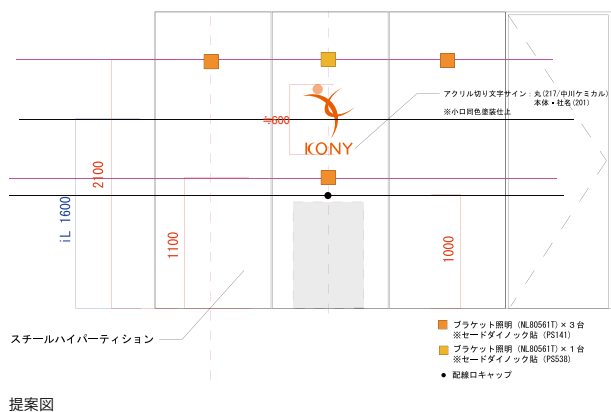 アクリル切り文字サイン：丸(217/中川ケミカル)
本体・社名(201)
※小口同色塗装仕上
≒600
KONY
2100
iL 1600
1100
1000
スチールハイパーティション
ブラケット照明 (NL80561T) × 3台
※セードダイノック貼 (PS141)
ブラケット照明 (NL80561T) × 1台
※セードダイノック貼 (PS538)
● 配線口キャップ
提案図